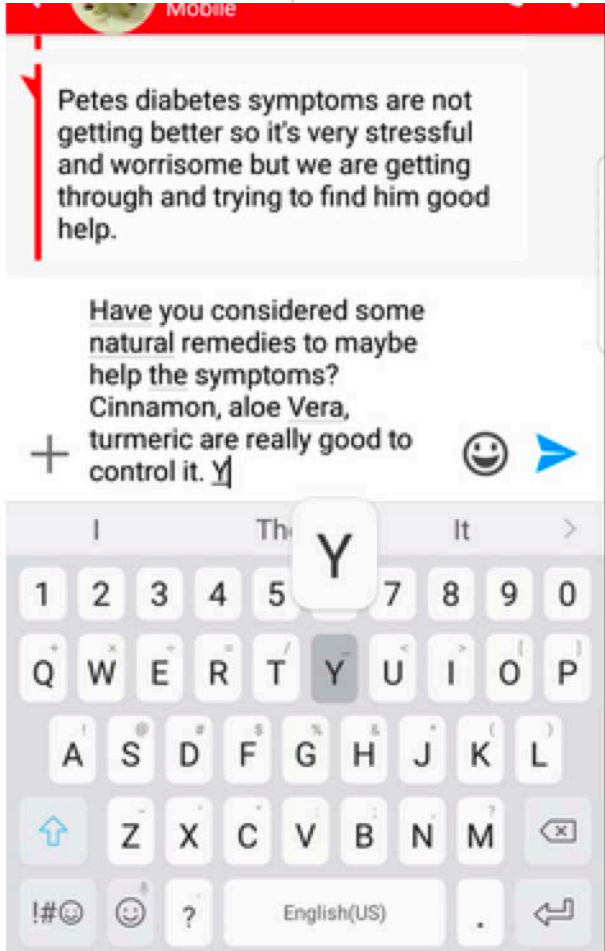 Mobile
Petes diabetes symptoms are not
getting better so it's very stressful
and worrisome but we are getting
through and trying to find him good
help.
Have you considered some
natural remedies to maybe
help the symptoms?
Cinnamon, aloe Vera,
turmeric are really good to
control it. Y
I Th It >
Y
1 2 3 4 5 7 8 9 0
Q W E R T Y U I O P
A S D F G H J K L
Z X C V B N M
!#☺ ? English(US) .